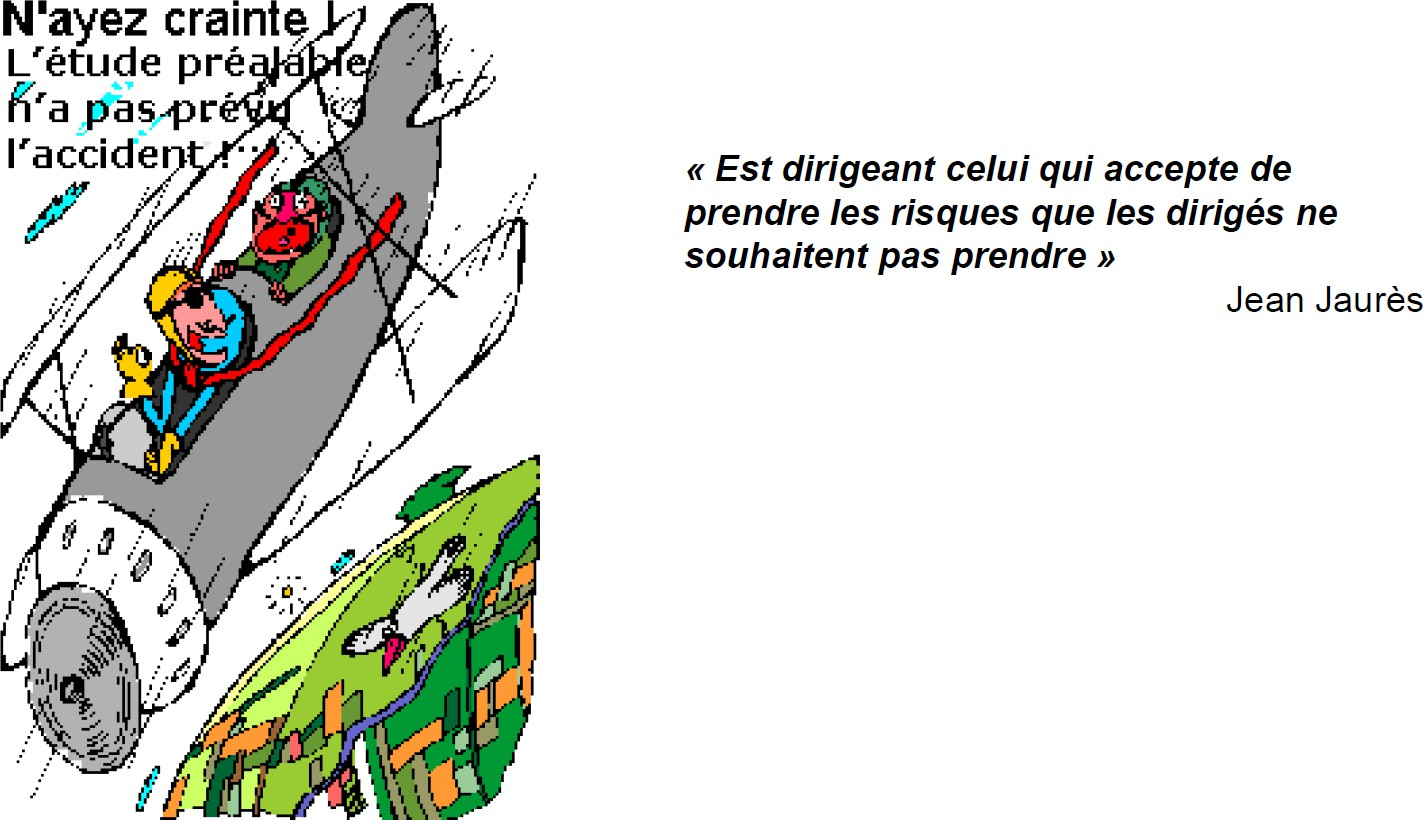 N'ayez crainte !
L'étude préalable
n'a pas prévu
l'accident !...
« Est dirigeant celui qui accepte de
prendre les risques que les dirigés ne
souhaitent pas prendre »
Jean Jaurès